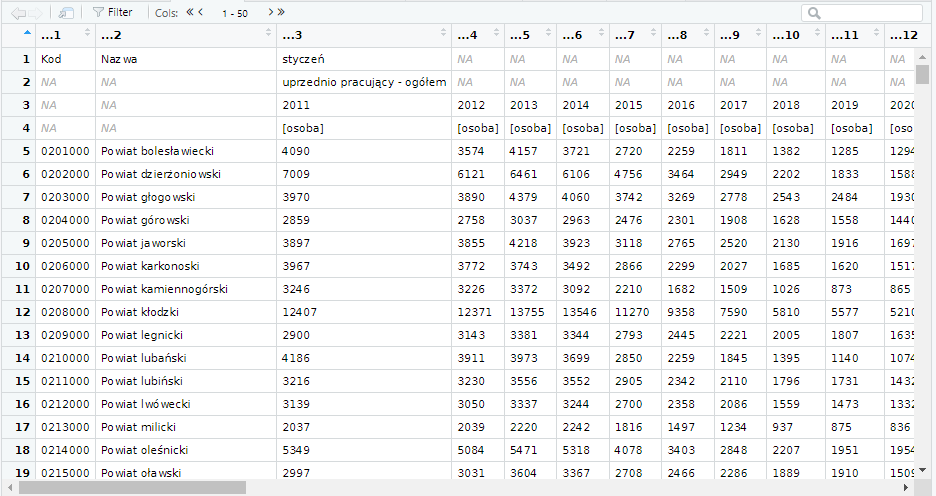 Filter Cols: « < 1 - 50 > »
...1 ...2 ...3 ...4 ...5 ...6 ...7 ...8 ...9 ...10 ...11 ...12
1 Kod Nazwa styczeń NA NA NA NA NA NA NA NA NA
2 NA NA uprzednio pracujący - ogółem NA NA NA NA NA NA NA NA NA
3 NA NA 2011 2012 2013 2014 2015 2016 2017 2018 2019 2020
4 NA NA [osoba] [osoba] [osoba] [osoba] [osoba] [osoba] [osoba] [osoba] [osoba] [oso
5 0201000 Powiat bolesławiecki 4090 3574 4157 3721 2720 2259 1811 1382 1285 1294
6 0202000 Powiat dzierżoniowski 7009 6121 6461 6106 4756 3464 2949 2202 1833 1588
7 0203000 Powiat głogowski 3970 3890 4379 4060 3742 3269 2778 2543 2484 1930
8 0204000 Powiat górowski 2859 2758 3037 2963 2476 2301 1908 1628 1558 1440
9 0205000 Powiat jaworski 3897 3855 4218 3923 3118 2765 2520 2130 1916 1697
10 0206000 Powiat karkonoski 3967 3772 3743 3492 2866 2299 2027 1685 1620 1517
11 0207000 Powiat kamiennogórski 3246 3226 3372 3092 2210 1682 1509 1026 873 865
12 0208000 Powiat kłodzki 12407 12371 13755 13546 11270 9358 7590 5810 5577 5210
13 0209000 Powiat legnicki 2900 3143 3381 3344 2793 2445 2221 2005 1807 1635
14 0210000 Powiat lubański 4186 3911 3973 3699 2850 2259 1845 1395 1140 1074
15 0211000 Powiat lubiński 3216 3230 3556 3552 2905 2342 2110 1796 1731 1432
16 0212000 Powiat lwówecki 3139 3050 3337 3244 2700 2358 2086 1559 1473 1332
17 0213000 Powiat milicki 2037 2039 2220 2242 1816 1497 1234 937 875 836
18 0214000 Powiat oleśnicki 5349 5084 5471 5318 4078 3403 2848 2207 1951 1954
19 0215000 Powiat oławski 2997 3031 3604 3367 2708 2466 2286 1889 1910 1509